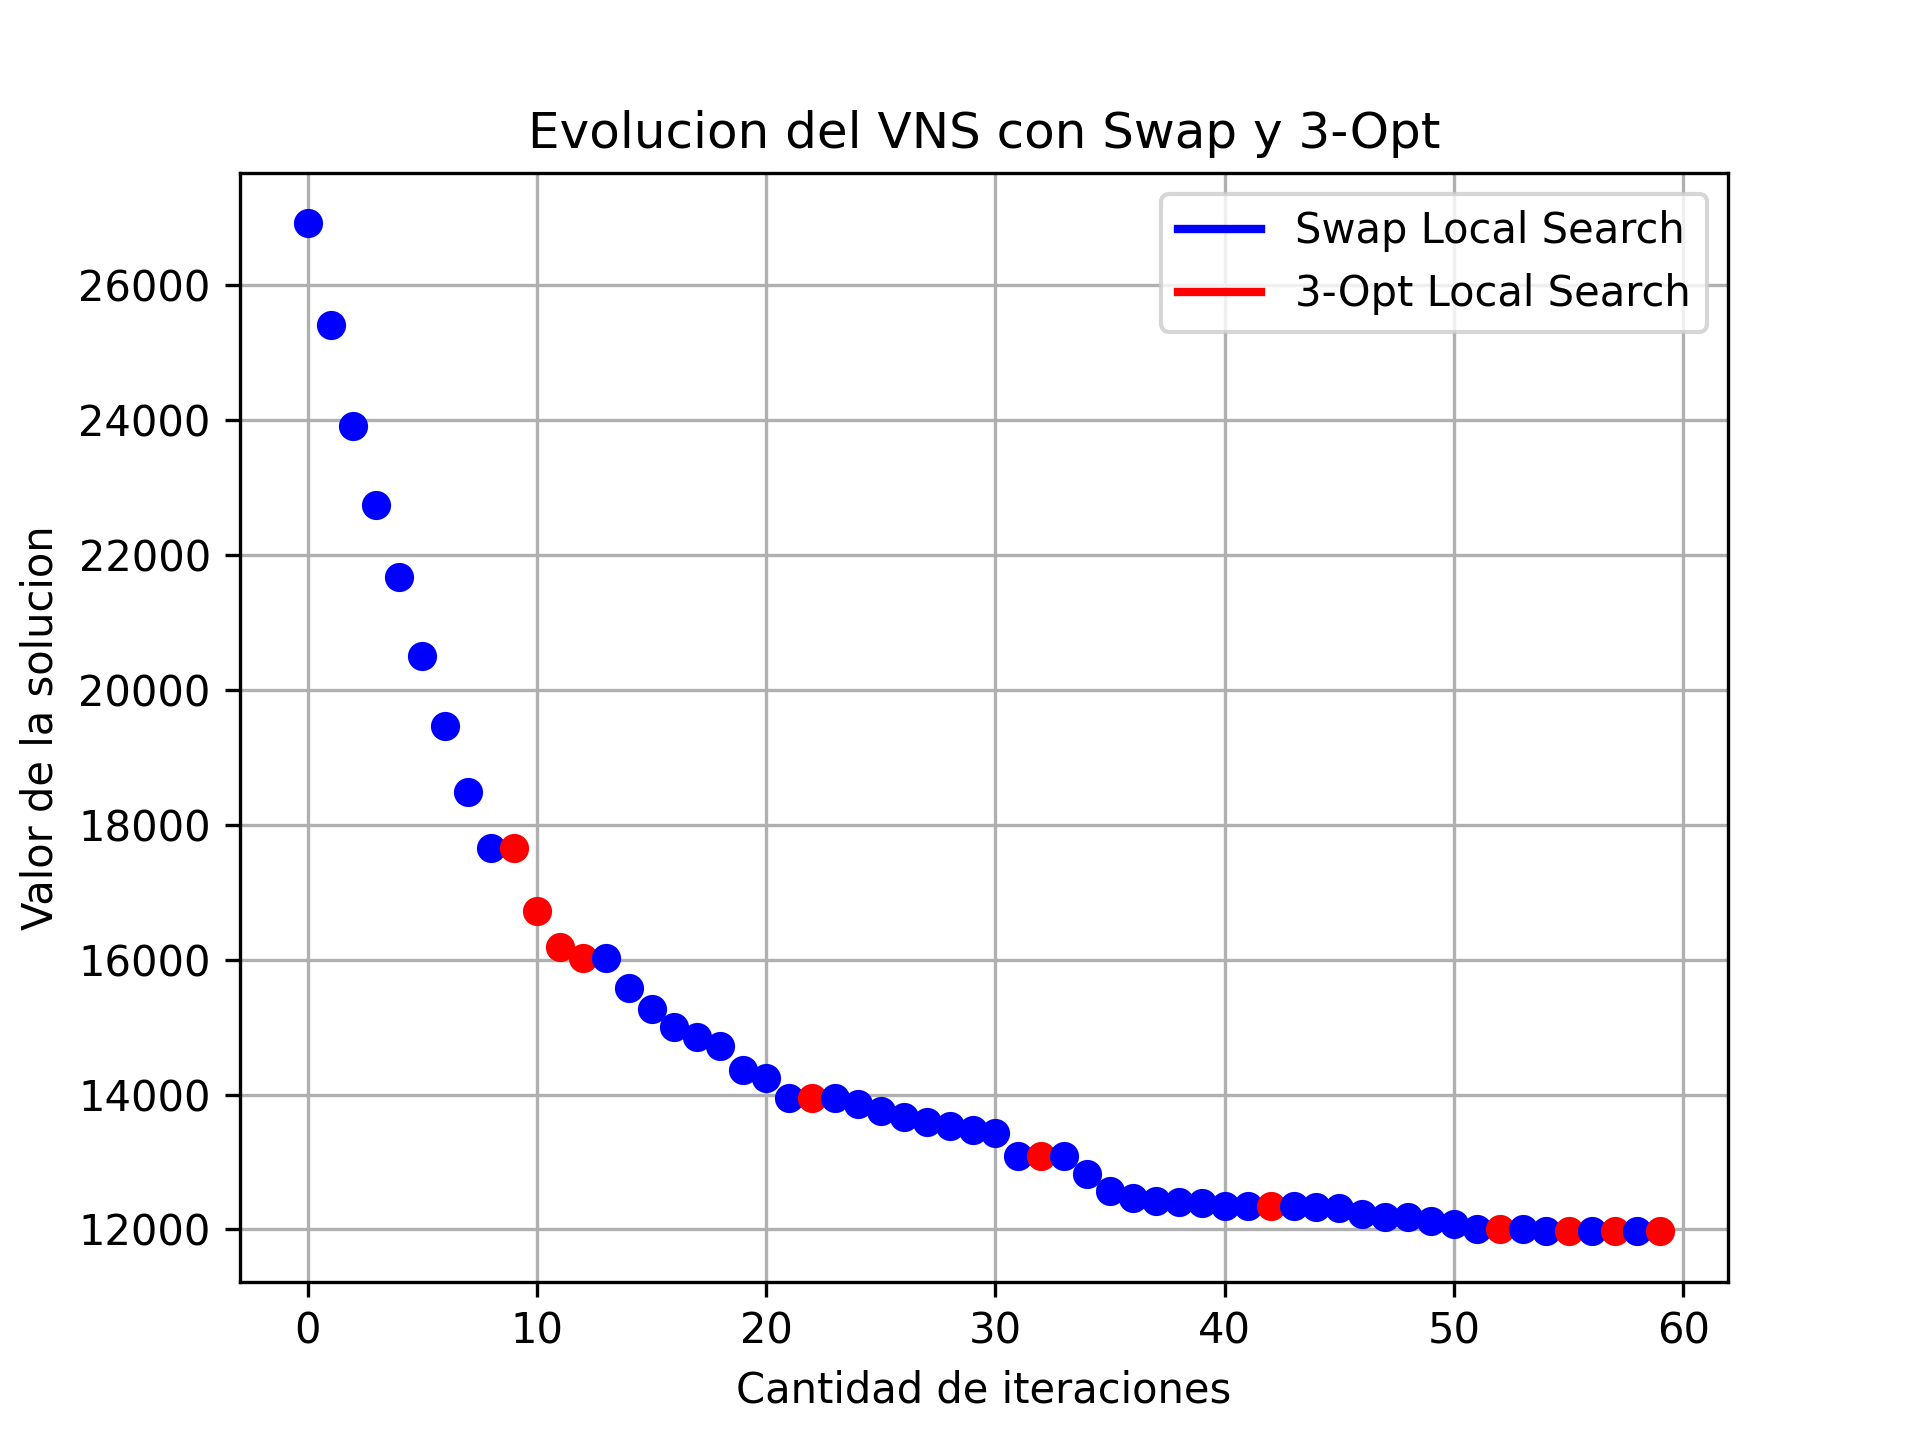 Evolucion del VNS con Swap y 3-Opt
Swap Local Search
3-Opt Local Search
Valor de la solucion
26000
24000
22000
20000
18000
16000
14000
12000
0 10 20 30 40 50 60
Cantidad de iteraciones